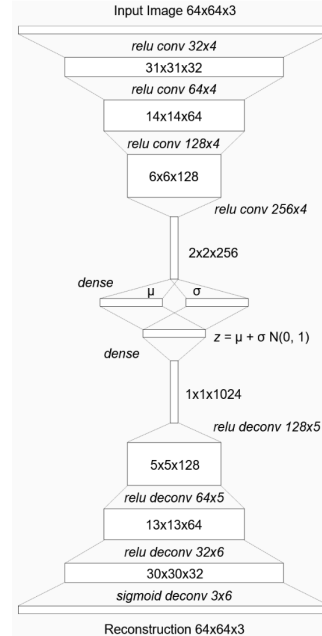 Input Image 64x64x3
relu conv 32x4
31x31x32
relu conv 64x4
14x14x64
relu conv 128x4
6x6x128
relu conv 256x4
2x2x256
dense
μ σ
z = μ + σ N(0, 1)
dense
1x1x1024
relu deconv 128x5
5x5x128
relu deconv 64x5
13x13x64
relu deconv 32x6
30x30x32
sigmoid deconv 3x6
Reconstruction 64x64x3